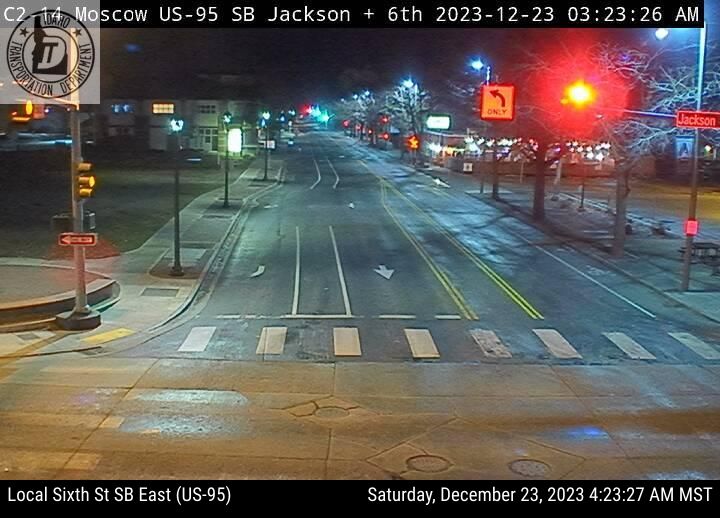 C2 14 Moscow US-95 SB Jackson + 6th 2023-12-23 03:23:26 AM
IDAHO
TRANSPORTATION DEPARTMENT
ONLY
Jackson
Local Sixth St SB East (US-95)
Saturday, December 23, 2023 4:23:27 AM MST